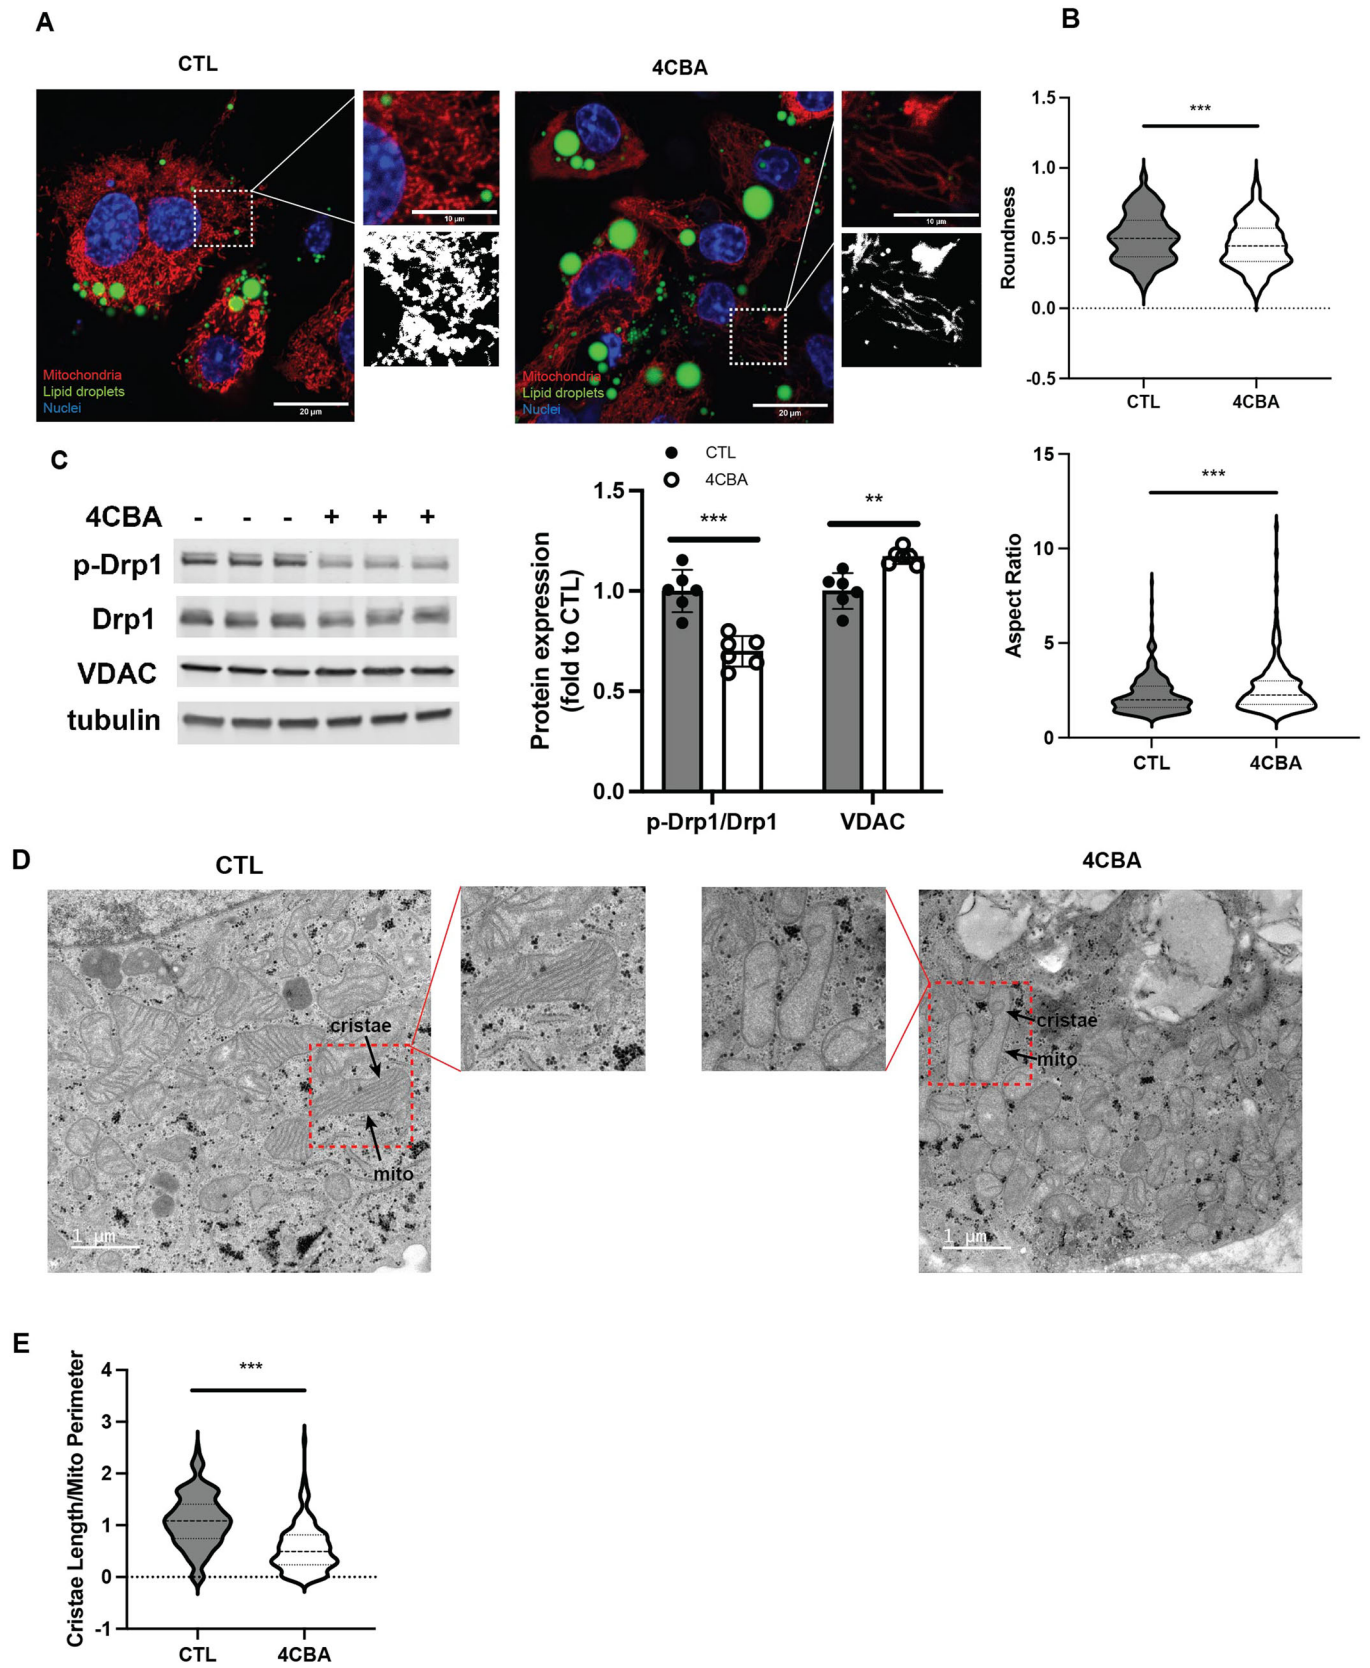 A
CTL
4CBA
Mitochondria
Lipid droplets
Nuclei
20 µm
10 µm
Mitochondria
Lipid droplets
Nuclei
20 µm
10 µm
B
Roundness
1.5
1.0
0.5
0.0
-0.5
***
CTL
4CBA
Aspect Ratio
15
10
5
0
***
CTL
4CBA
C
4CBA - - - + + +
p-Drp1
Drp1
VDAC
tubulin
CTL
4CBA
Protein expression
(fold to CTL)
1.5
1.0
0.5
0.0
***
**
p-Drp1/Drp1 VDAC
D
CTL
4CBA
cristae
mito
1 µm
cristae
mito
1 µm
E
Cristae Length/Mito Perimeter
4
3
2
1
0
-1
***
CTL
4CBA